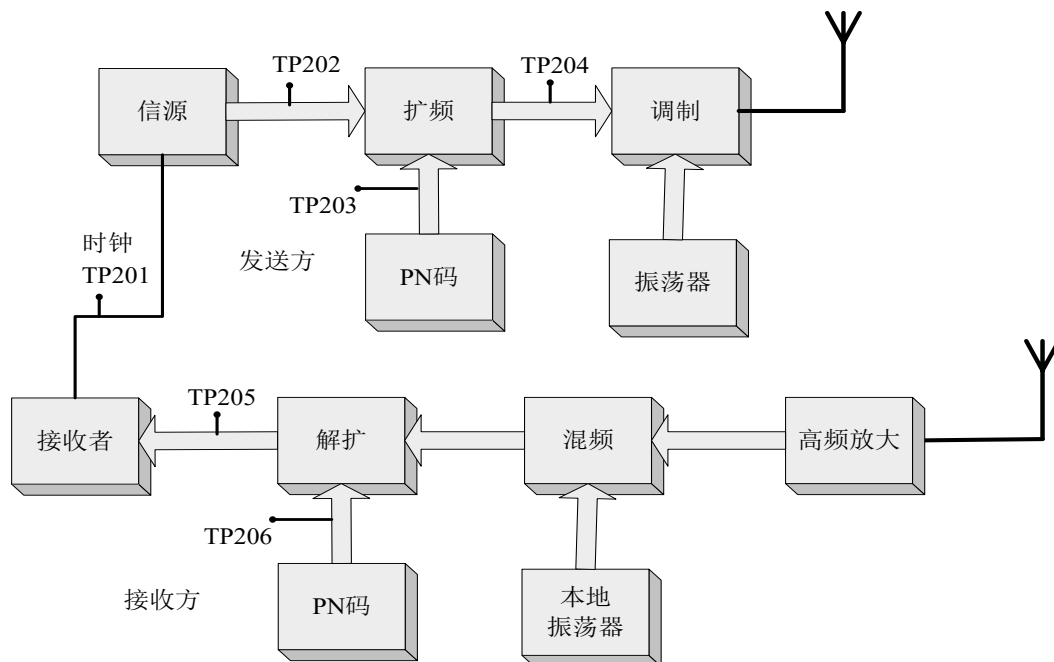 TP202
TP204
信源
扩频
调制
TP203
时钟
TP201
发送方
PN码
振荡器
TP205
接收者
解扩
混频
高频放大
TP206
接收方
PN码
本地
振荡器